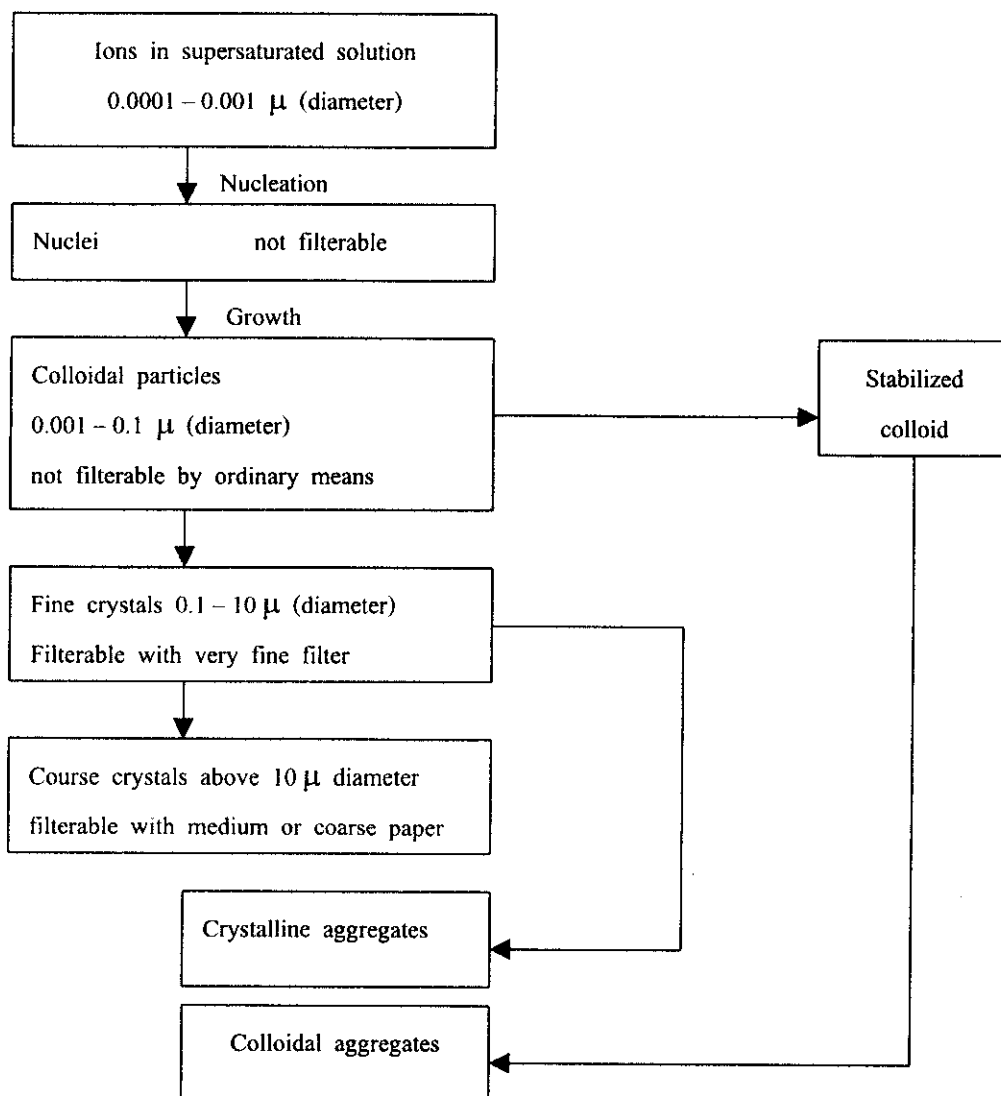 Ions in supersaturated solution
0.0001 – 0.001 μ (diameter)
Nucleation
Nuclei not filterable
Growth
Colloidal particles
0.001 – 0.1 μ (diameter)
not filterable by ordinary means
Stabilized
colloid
Fine crystals 0.1 – 10 μ (diameter)
Filterable with very fine filter
Course crystals above 10 μ diameter
filterable with medium or coarse paper
Crystalline aggregates
Colloidal aggregates